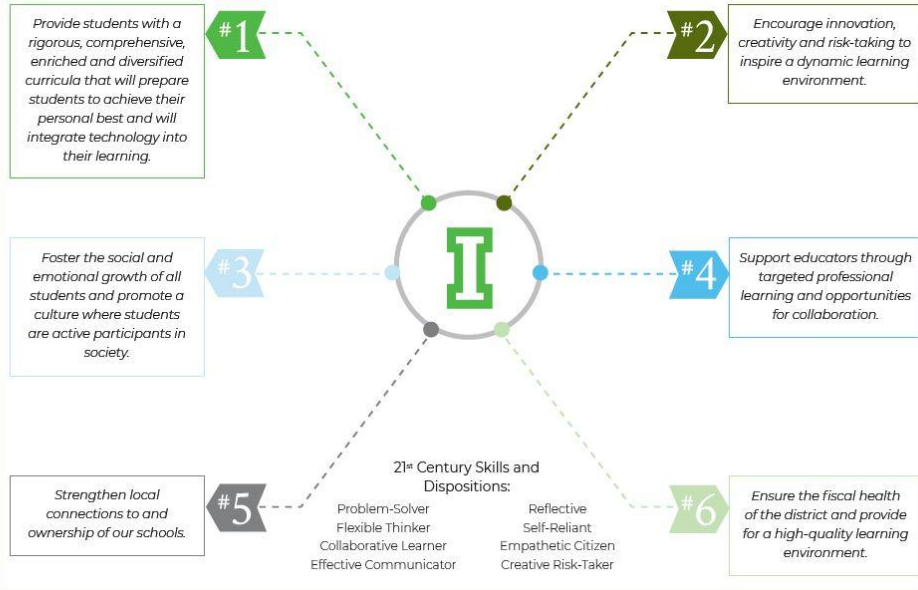 #1
Provide students with a
rigorous, comprehensive,
enriched and diversified
curricula that will prepare
students to achieve their
personal best and will
integrate technology into
their learning.
#2
Encourage innovation,
creativity and risk-taking to
inspire a dynamic learning
environment.
I
#3
Foster the social and
emotional growth of all
students and promote a
culture where students
are active participants in
society.
#4
Support educators through
targeted professional
learning and opportunities
for collaboration.
#5
Strengthen local
connections to and
ownership of our schools.
21st Century Skills and
Dispositions:
Problem-Solver
Flexible Thinker
Collaborative Learner
Effective Communicator
Reflective
Self-Reliant
Empathetic Citizen
Creative Risk-Taker
#6
Ensure the fiscal health
of the district and provide
for a high-quality learning
environment.